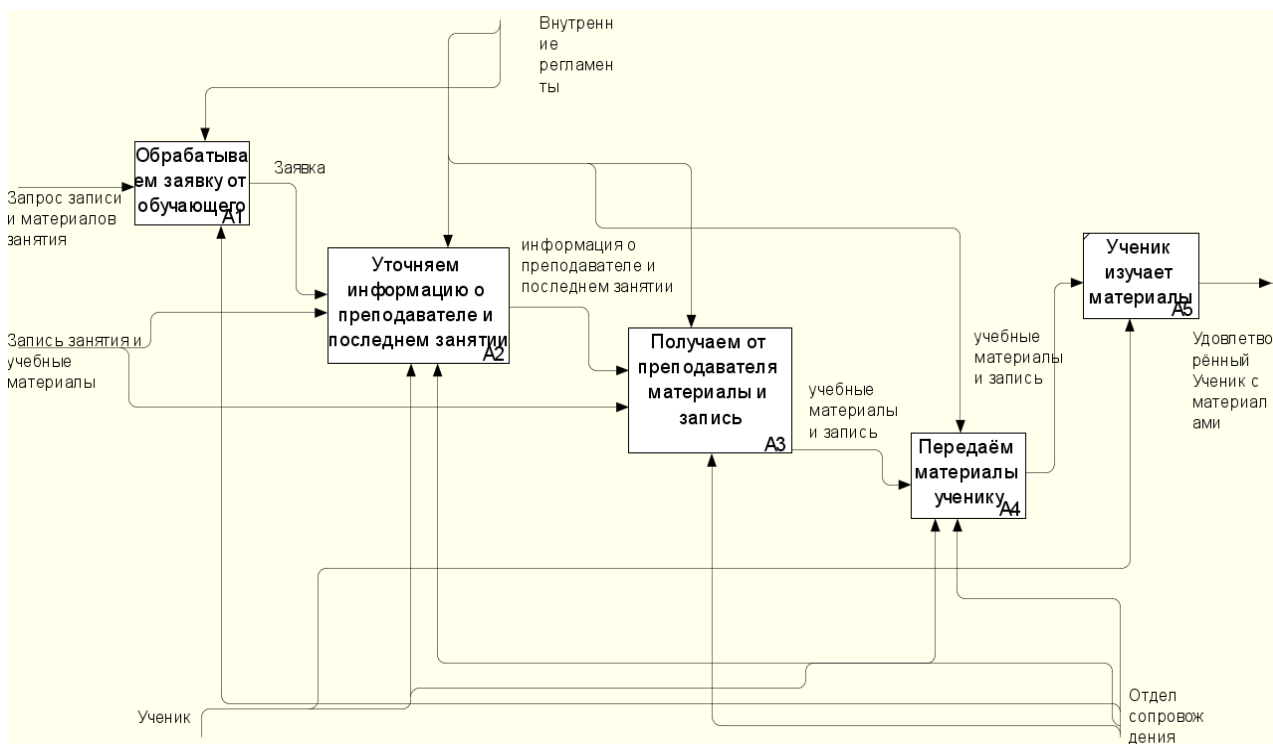 Внутренн
ие
регламен
ты
Обрабатыва
ем заявку от
обучающего
A1
Заявка
Запрос записи
и материалов
занятия
Уточняем
информацию о
преподавателе и
последнем занятии
A2
информация о
преподавателе и
последнем занятии
Запись занятия и
учебные
материалы
Получаем от
преподавателя
материалы и
запись
A3
учебные
материалы
и запись
Передаём
материалы
ученику
A4
учебные
материалы
и запись
Ученик
изучает
материалы
A5
Удовлетво
рённый
Ученик с
материал
ами
Ученик
Отдел
сопровож
дения